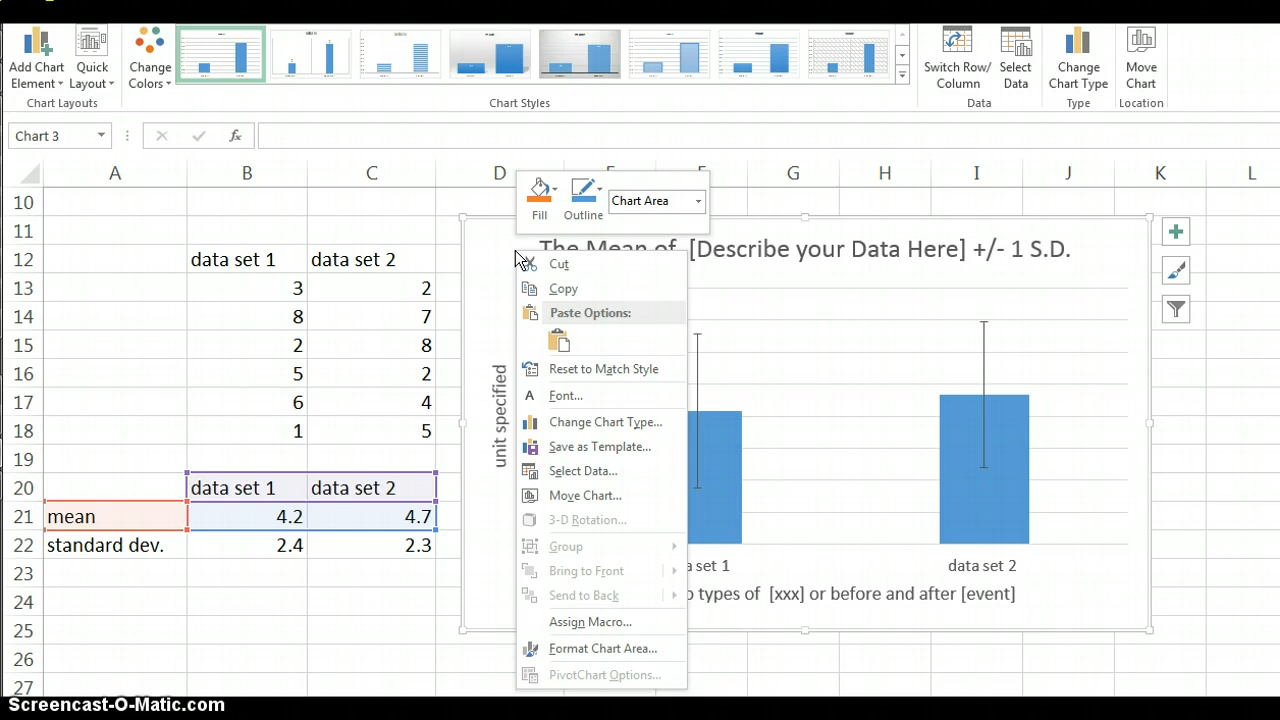 Add Chart Element
Quick Layout
Change Colors
Switch Row/ Column
Select Data
Change Chart Type
Move Chart
Chart Layouts
Chart Styles
Data
Type
Location
Chart 3
fx
A B C D E F G H I J K L
10
11
12 data set 1 data set 2
13 3 2
14 8 7
15 2 8
16 5 2
17 6 4
18 1 5
19
20 data set 1 data set 2
21 mean 4.2 4.7
22 standard dev. 2.4 2.3
23
24
25
26
27
Fill
Outline
Chart Area
The Mean of [Describe your Data Here] +/- 1 S.D.
unit specified
Cut
Copy
Paste Options:
Reset to Match Style
Font...
Change Chart Type...
Save as Template...
Select Data...
Move Chart...
3-D Rotation...
Group
Bring to Front
Send to Back
Assign Macro...
Format Chart Area...
PivotChart Options...
a set 1 data set 2
types of [xxx] or before and after [event]
Screencast-O-Matic.com